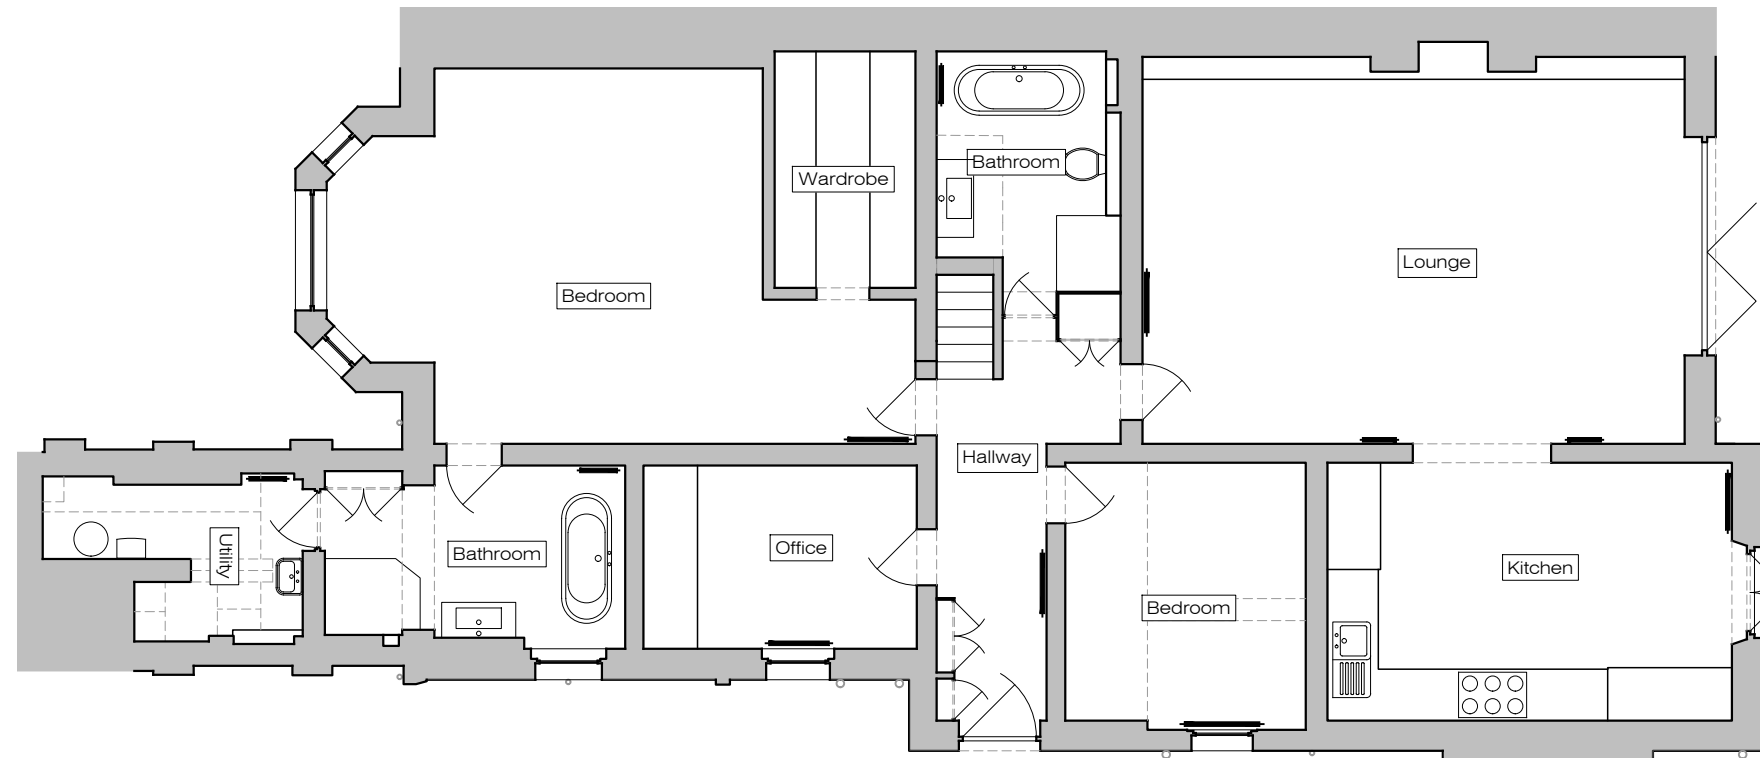 Bathroom
Wardrobe
Lounge
Bedroom
Hallway
Utility
Bathroom
Office
Kitchen
Bedroom